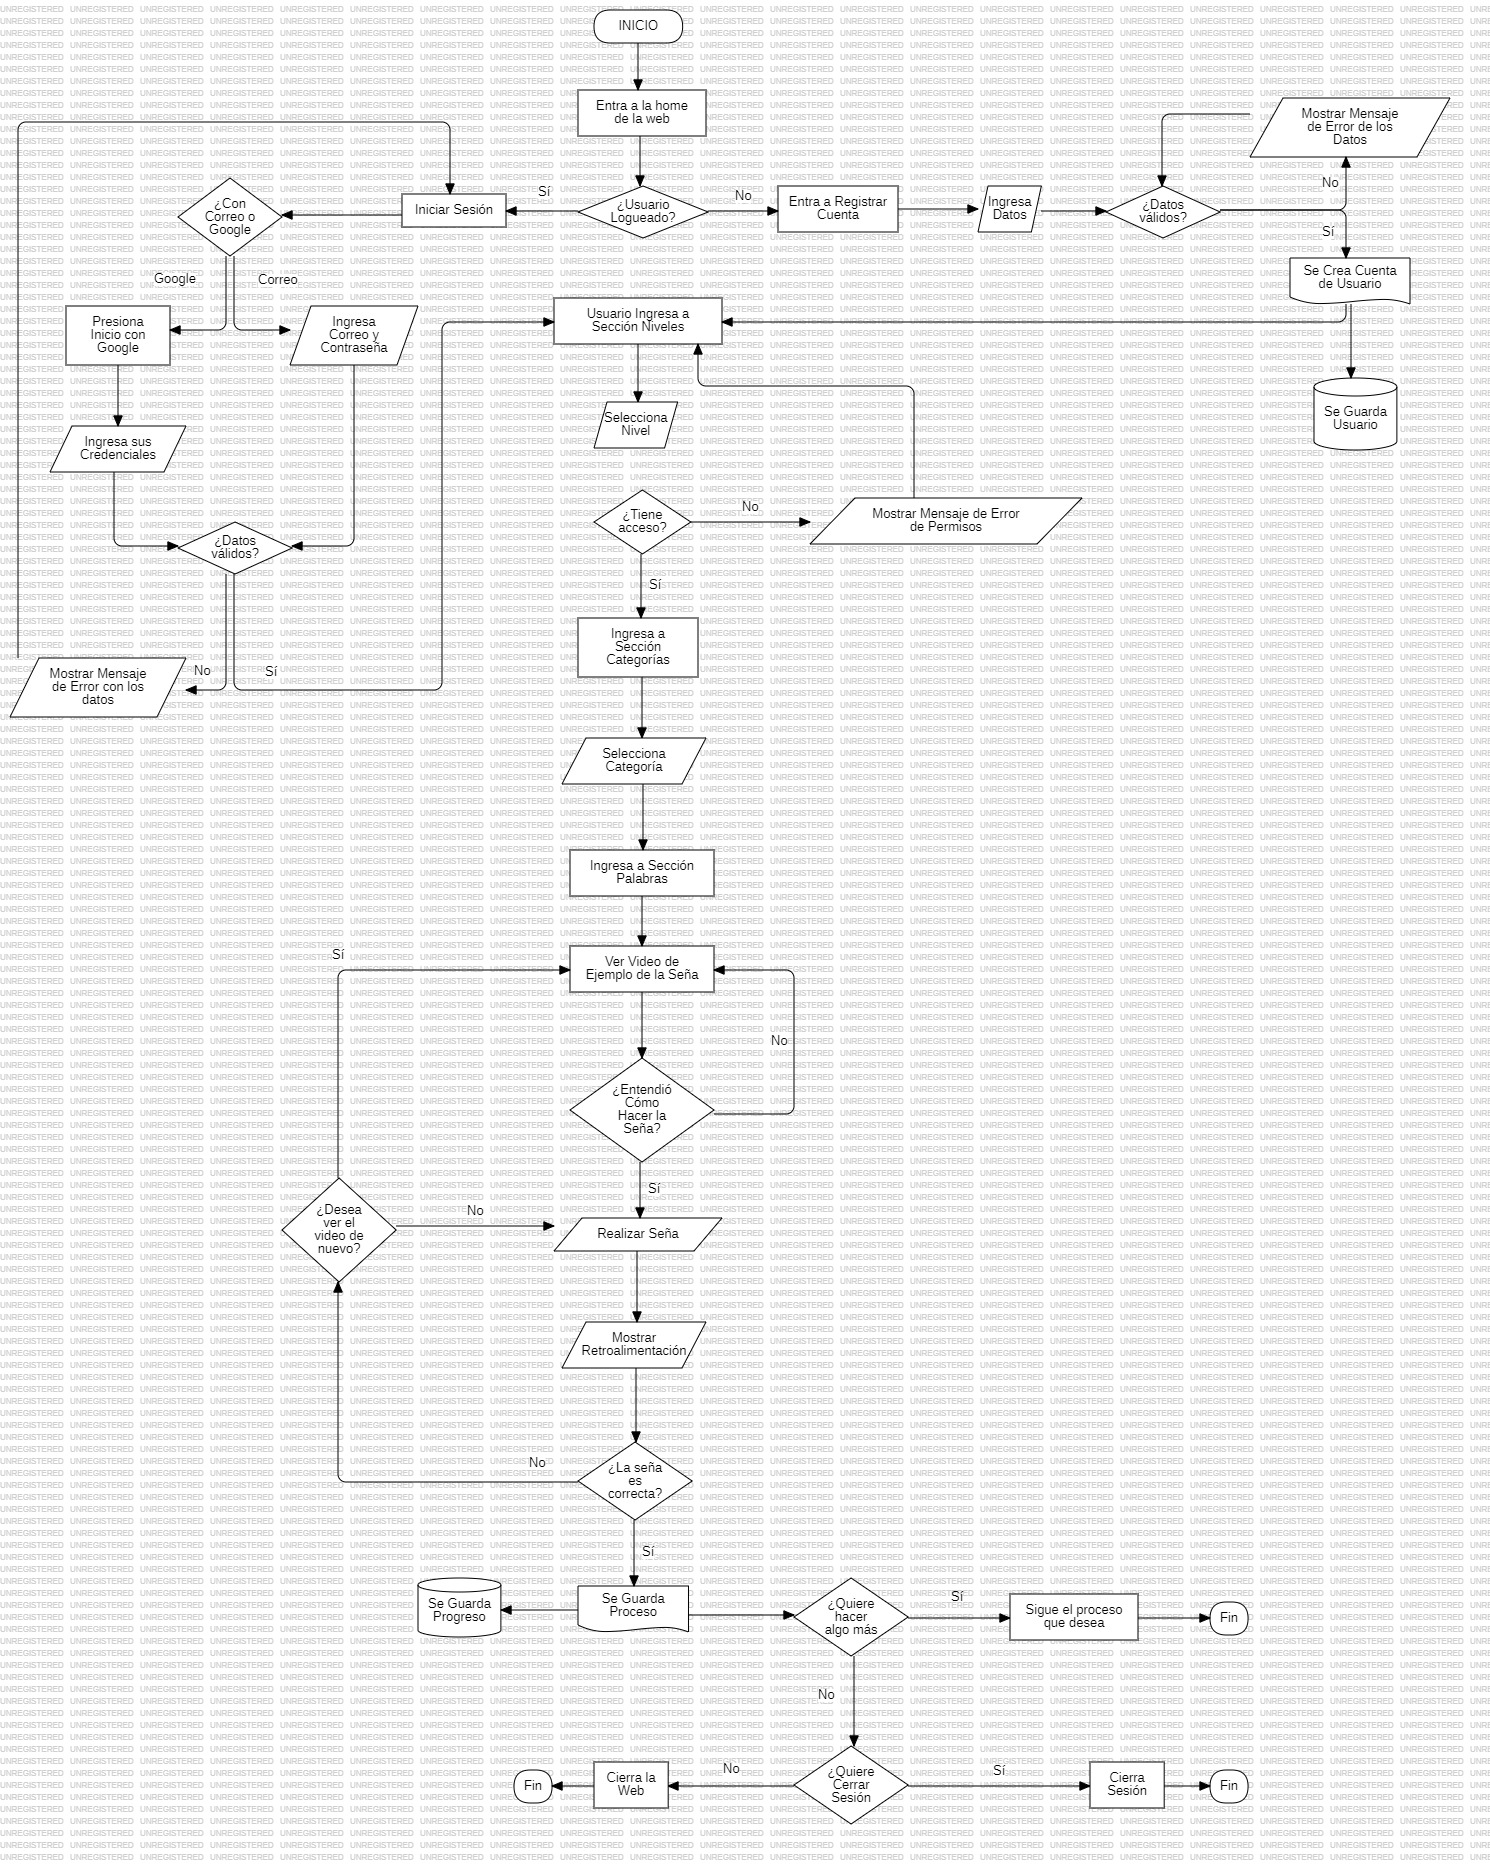 INICIO
Entra a la home
de la web
¿Usuario
Logueado?
Sí
No
Iniciar Sesión
¿Con
Correo o
Google
Google
Correo
Presiona
Inicio con
Google
Ingresa
Correo y
Contraseña
Ingresa sus
Credenciales
¿Datos
válidos?
No
Sí
Mostrar Mensaje
de Error con los
datos
Entra a Registrar
Cuenta
Ingresa
Datos
¿Datos
válidos?
No
Sí
Mostrar Mensaje
de Error de los
Datos
Se Crea Cuenta
de Usuario
Se Guarda
Usuario
Usuario Ingresa a
Sección Niveles
Selecciona
Nivel
¿Tiene
acceso?
No
Mostrar Mensaje de Error
de Permisos
Sí
Ingresa a
Sección
Categorías
Selecciona
Categoría
Ingresa a Sección
Palabras
Ver Video de
Ejemplo de la Seña
Sí
No
¿Entendió
Cómo
Hacer la
Seña?
Sí
¿Desea
ver el
video de
nuevo?
No
Realizar Seña
Mostrar
Retroalimentación
¿La seña
es
correcta?
No
Sí
Se Guarda
Progreso
Se Guarda
Proceso
¿Quiere
hacer
algo más
Sí
Sigue el proceso
que desea
Fin
No
¿Quiere
Cerrar
Sesión
No
Cierra la
Web
Fin
Sí
Cierra
Sesión
Fin
UNREGISTERED